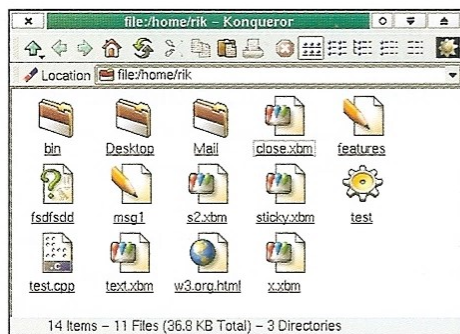 file:/home/rik - Konqueror
Location file:/home/rik
bin Desktop Mail close.xbm features
fsdfsdd msg1 s2.xbm sticky.xbm test
.C
test.cpp text.xbm w3.org.html x.xbm
14 Items - 11 Files (36.8 KB Total) - 3 Directories